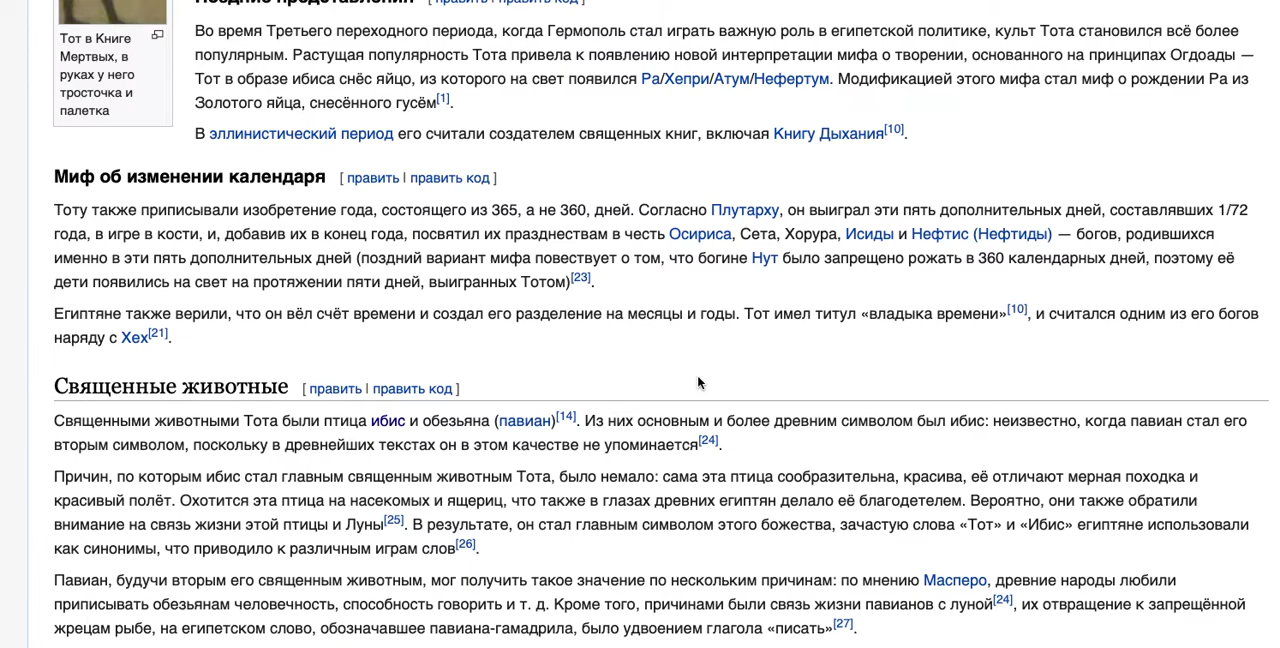 Поздние представления [ править | править код ]
Тот в Книге
Мертвых, в
руках у него
тросточка и
палетка
Во время Третьего переходного периода, когда Гермополь стал играть важную роль в египетской политике, культ Тота становился всё более
популярным. Растущая популярность Тота привела к появлению новой интерпретации мифа о творении, основанного на принципах Огдоады —
Тот в образе ибиса снёс яйцо, из которого на свет появился Ра/Хепри/Атум/Нефертум. Модификацией этого мифа стал миф о рождении Ра из
Золотого яйца, снесённого гусём[1].
В эллинистический период его считали создателем священных книг, включая Книгу Дыхания[10].
Миф об изменении календаря [ править | править код ]
Тоту также приписывали изобретение года, состоящего из 365, а не 360, дней. Согласно Плутарху, он выиграл эти пять дополнительных дней, составлявших 1/72
года, в игре в кости, и, добавив их в конец года, посвятил их празднествам в честь Осириса, Сета, Хорура, Исиды и Нефтис (Нефтиды) — богов, родившихся
именно в эти пять дополнительных дней (поздний вариант мифа повествует о том, что богине Нут было запрещено рожать в 360 календарных дней, поэтому её
дети появились на свет на протяжении пяти дней, выигранных Тотом)[23].
Египтяне также верили, что он вёл счёт времени и создал его разделение на месяцы и годы. Тот имел титул «владыка времени»[10], и считался одним из его богов
наряду с Хех[21].
Священные животные [ править | править код ]
Священными животными Тота были птица ибис и обезьяна (павиан)[14]. Из них основным и более древним символом был ибис: неизвестно, когда павиан стал его
вторым символом, поскольку в древнейших текстах он в этом качестве не упоминается[24].
Причин, по которым ибис стал главным священным животным Тота, было немало: сама эта птица сообразительна, красива, её отличают мерная походка и
красивый полёт. Охотится эта птица на насекомых и ящериц, что также в глазах древних египтян делало её благодетелем. Вероятно, они также обратили
внимание на связь жизни этой птицы и Луны[25]. В результате, он стал главным символом этого божества, зачастую слова «Тот» и «Ибис» египтяне использовали
как синонимы, что приводило к различным играм слов[26].
Павиан, будучи вторым его священным животным, мог получить такое значение по нескольким причинам: по мнению Масперо, древние народы любили
приписывать обезьянам человечность, способность говорить и т. д. Кроме того, причинами были связь жизни павианов с луной[24], их отвращение к запрещённой
жрецам рыбе, на египетском слово, обозначавшее павиана-гамадрила, было удвоением глагола «писать»[27].